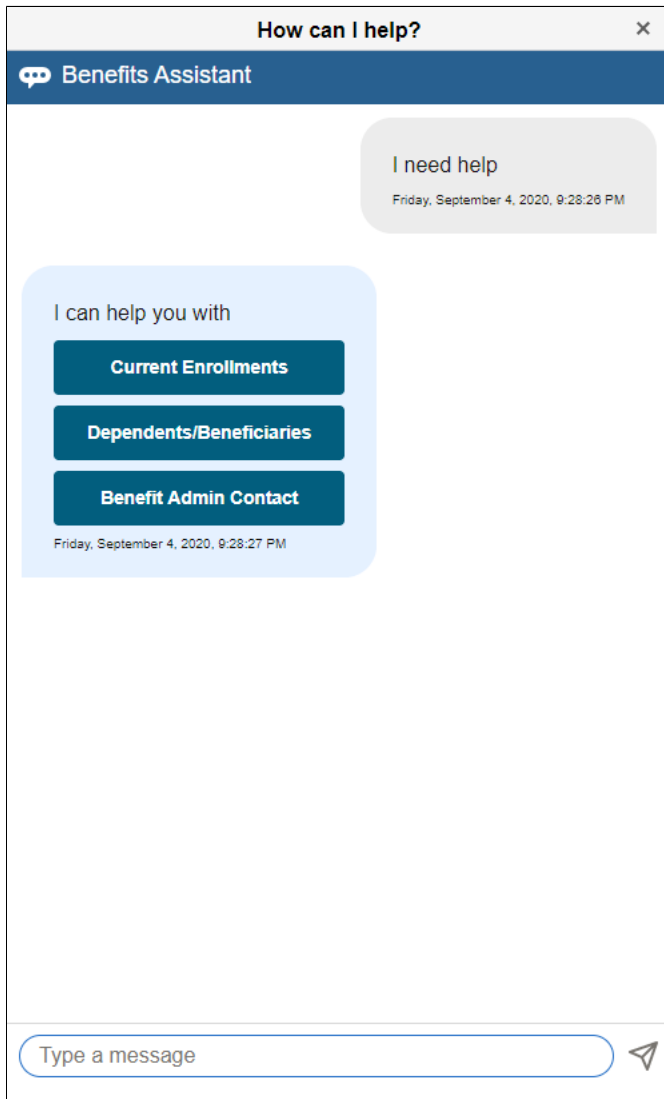 How can I help?
Benefits Assistant
I need help
Friday, September 4, 2020, 9:28:26 PM
I can help you with
Current Enrollments
Dependents/Beneficiaries
Benefit Admin Contact
Friday, September 4, 2020, 9:28:27 PM
Type a message